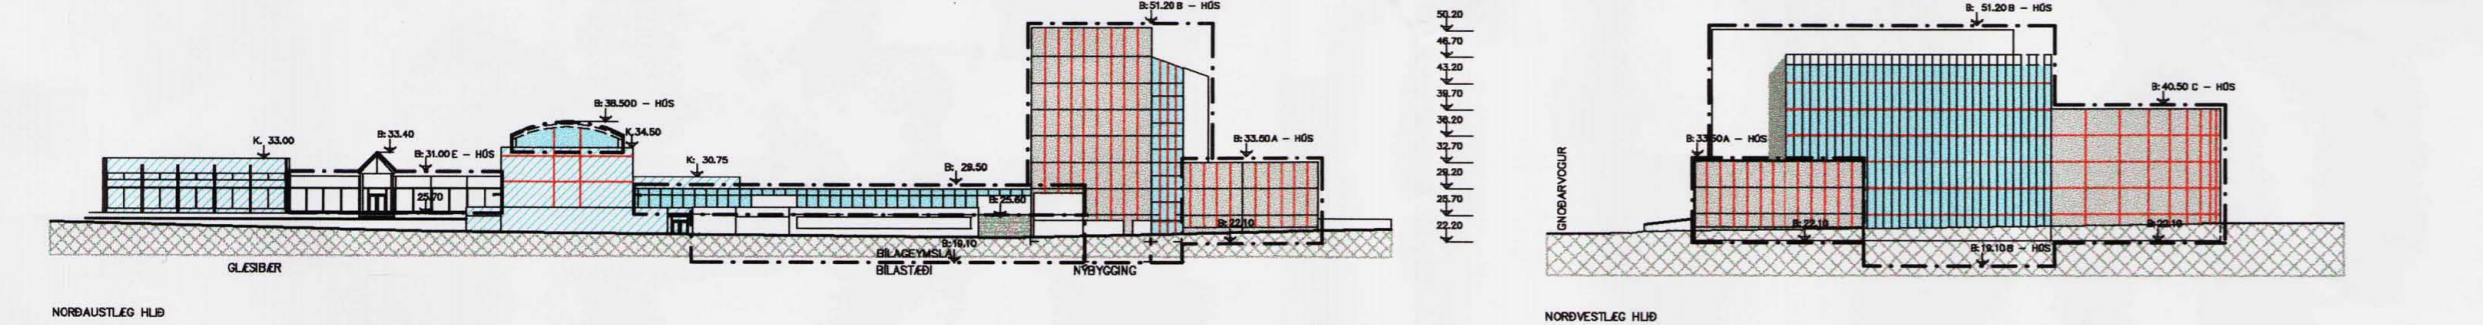 B: 51.20 B – HÚS
B: 38.50 D – HÚS
K. 33.00
B: 33.40
K 34.50
B: 31.00 E – HÚS
K: 30.75
B: 29.50
B: 33.60 A – HÚS
25.70
B: 25.60
B: 22.10
B: 19.10
BÍLAGEYMSLA
GLÆSIBÆR
BÍLASTÆÐI
NÝBYGGING
NORÐAUSTLÆG HLIÐ
50.20
46.70
43.20
39.70
36.20
32.70
29.20
25.70
22.20
B: 51.20 B – HÚS
B: 40.50 C – HÚS
B: 33.60 A – HÚS
GNOÐARVOGUR
B: 22.10
B: 22.10
B: 19.10 B – HÚS
NORÐVESTLÆG HLIÐ